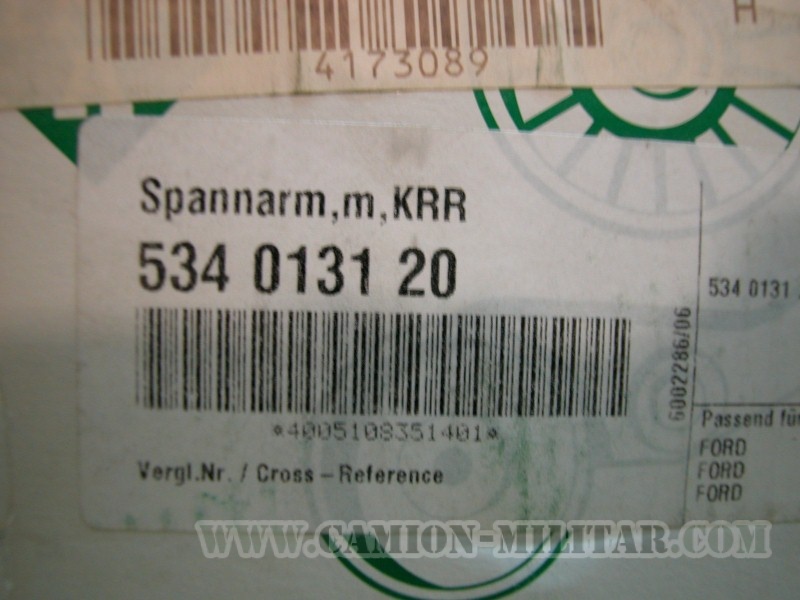 H
4173089
Spannarm,m,KRR
534 0131 20
*4005108351401*
Vergl.Nr. / Cross-Reference
6002286/06
534 0131
Passend für
FORD
FORD
FORD
WWW.CAMION-MILITAR.COM